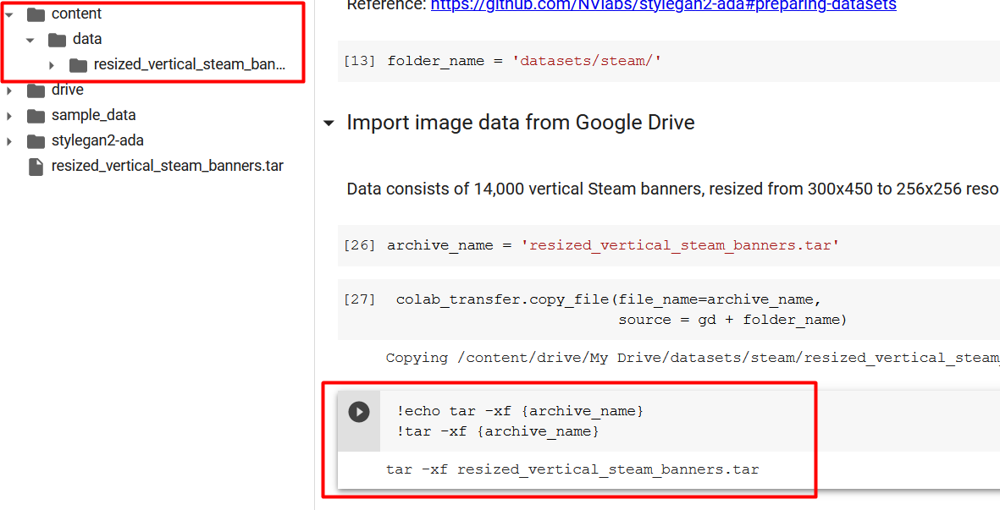 content
data
resized_vertical_steam_ban...
drive
sample_data
stylegan2-ada
resized_vertical_steam_banners.tar
Reference: https://github.com/NVlabs/stylegan2-ada#preparing-datasets
[13] folder_name = 'datasets/steam/'
Import image data from Google Drive
Data consists of 14,000 vertical Steam banners, resized from 300x450 to 256x256 reso
[26] archive_name = 'resized_vertical_steam_banners.tar'
[27] colab_transfer.copy_file(file_name=archive_name,
source = gd + folder_name)
Copying /content/drive/My Drive/datasets/steam/resized_vertical_steam_
!echo tar -xf {archive_name}
!tar -xf {archive_name}
tar -xf resized_vertical_steam_banners.tar